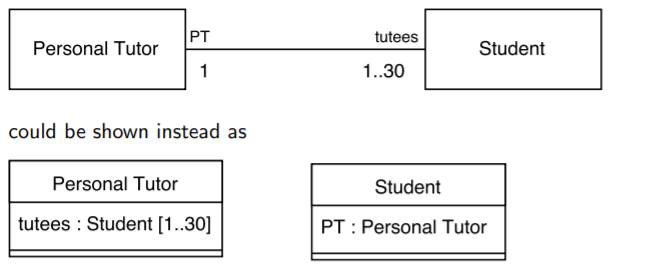 PT
tutees
Personal Tutor
Student
1
1..30
could be shown instead as
Personal Tutor
Student
tutees : Student [1..30]
PT : Personal Tutor